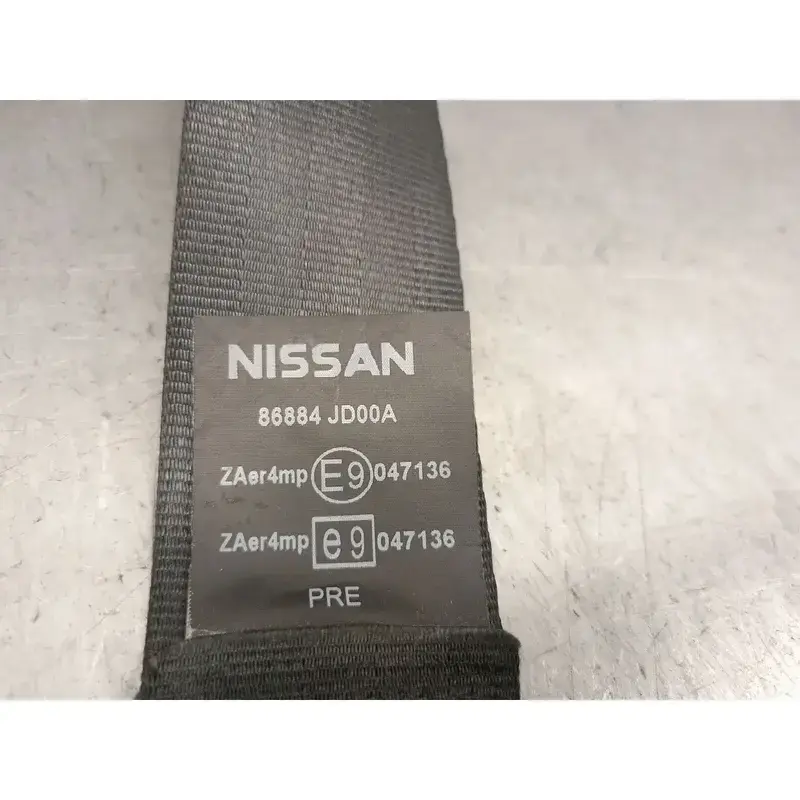 NISSAN
86884 JD00A
ZAer4mp E9 047136
ZAer4mp e9 047136
PRE